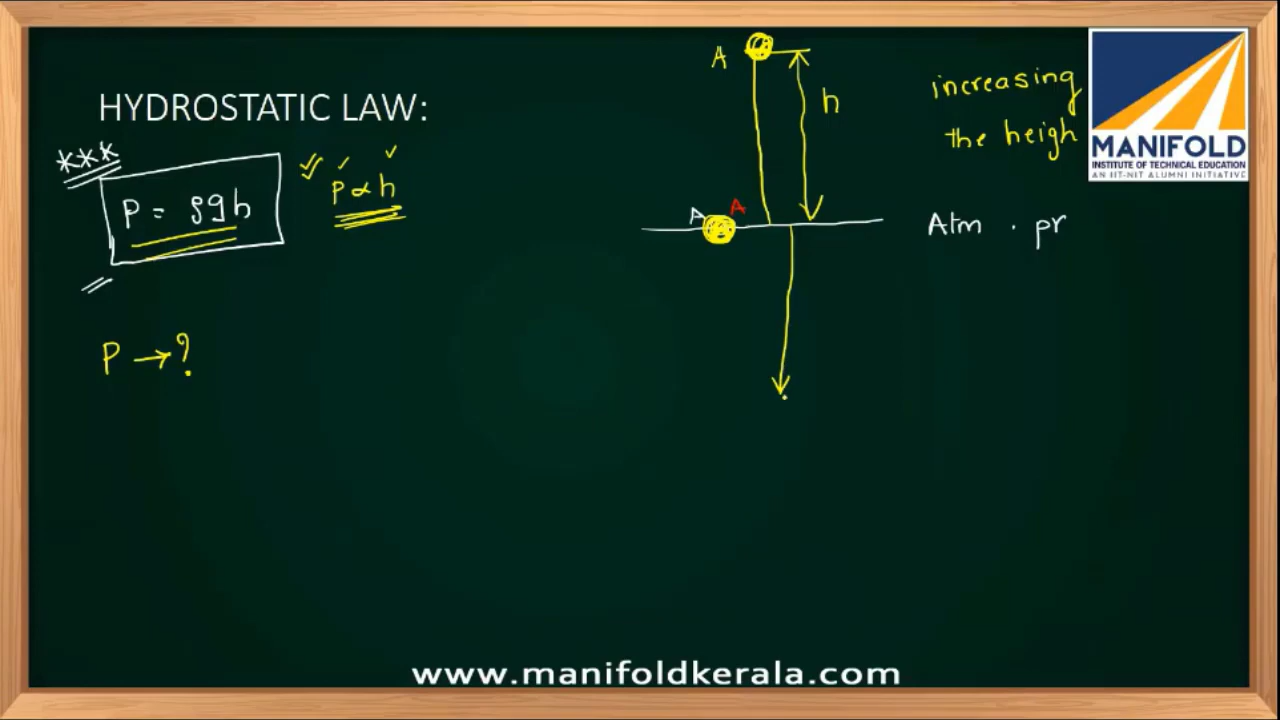 HYDROSTATIC LAW:
***
P = ρgh
P ∝ h
P → ?
A
h
A
A
increasing
the heigh
Atm . pr
MANIFOLD
INSTITUTE OF TECHNICAL EDUCATION
AN IIT-NIT ALUMNI INITIATIVE
www.manifoldkerala.com